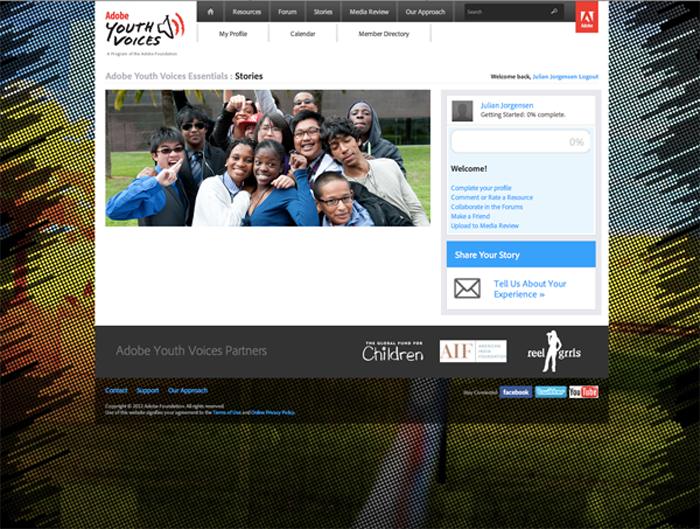 Adobe
YOUTH
VOICES
A Program of the Adobe Foundation
Resources
Forum
Stories
Media Review
Our Approach
Search
Adobe
My Profile
Calendar
Member Directory
Adobe Youth Voices Essentials : Stories
Welcome back, Julian Jorgensen Logout
Julian Jorgensen
Getting Started: 0% complete.
0%
Welcome!
Complete your profile
Comment or Rate a Resource
Collaborate in the Forums
Make a Friend
Upload to Media Review
Share Your Story
Tell Us About Your
Experience »
Adobe Youth Voices Partners
THE GLOBAL FUND FOR
Children
AIF
AMERICAN
INDIA
FOUNDATION
reel grrls
Contact
Support
Our Approach
Stay Connected
facebook
twitter
YouTube
Copyright © 2012 Adobe Foundation. All rights reserved.
Use of this website signifies your agreement to the Terms of Use and Online Privacy Policy.